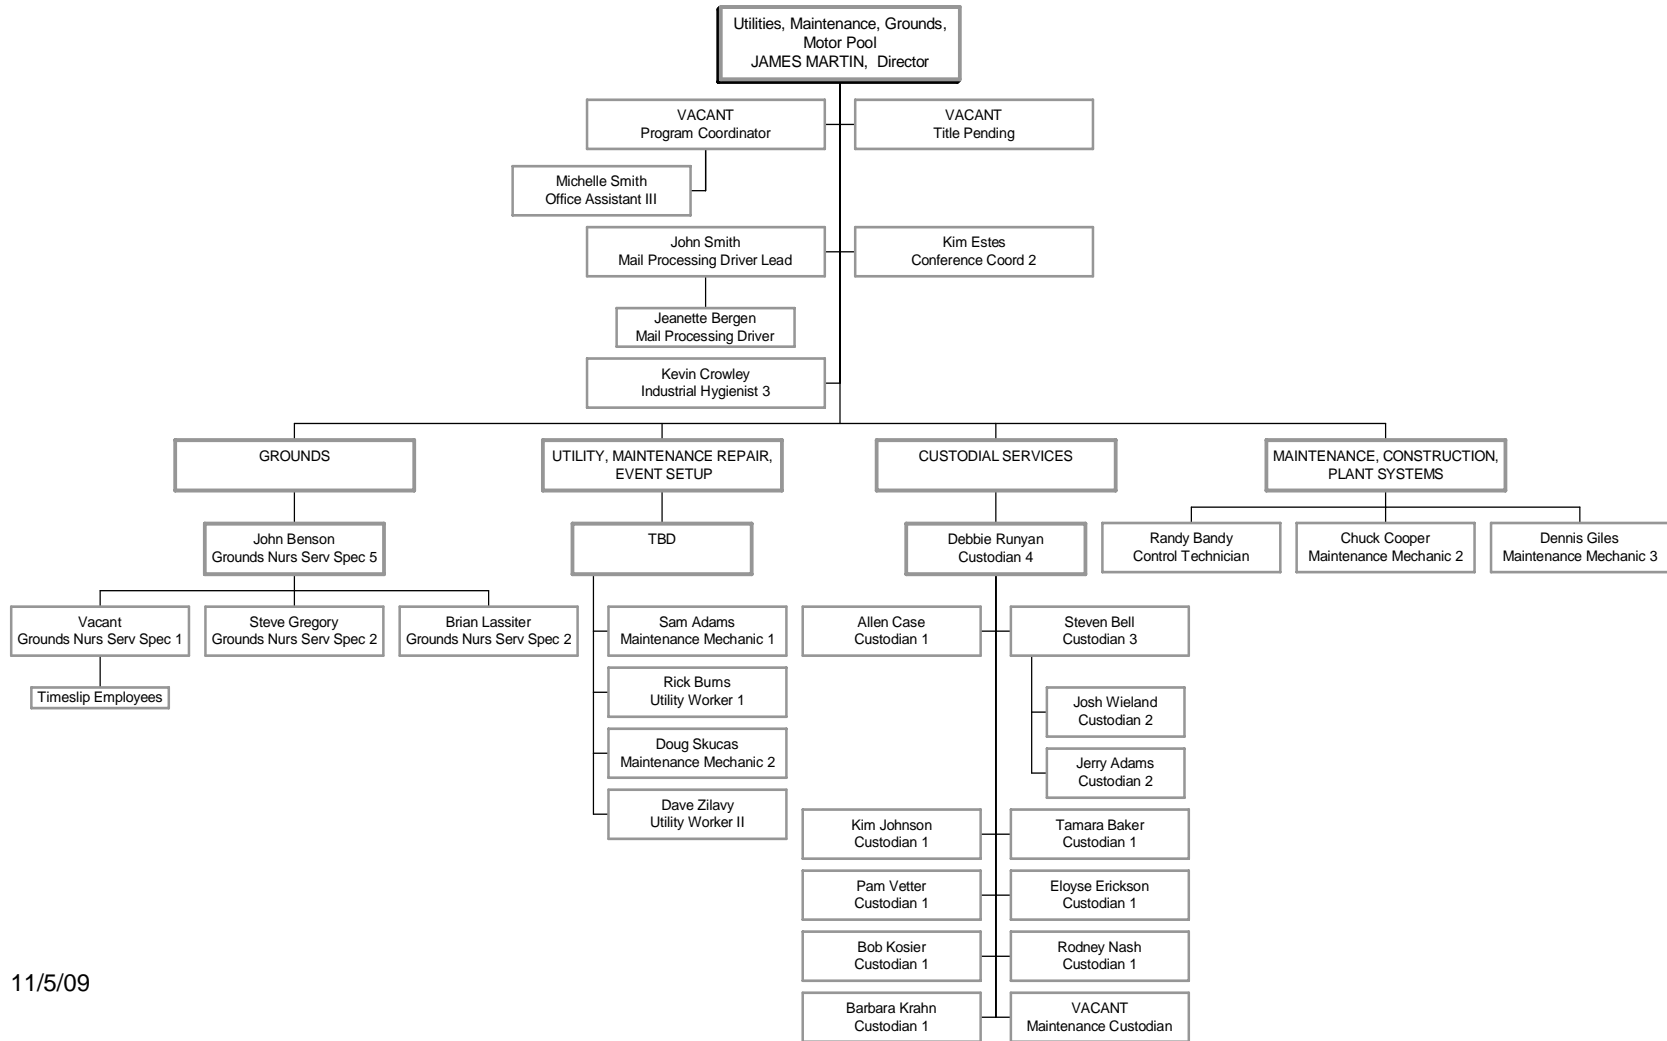 Utilities, Maintenance, Grounds,
Motor Pool
JAMES MARTIN, Director
VACANT
Program Coordinator
VACANT
Title Pending
Michelle Smith
Office Assistant III
John Smith
Mail Processing Driver Lead
Kim Estes
Conference Coord 2
Jeanette Bergen
Mail Processing Driver
Kevin Crowley
Industrial Hygienist 3
GROUNDS
UTILITY, MAINTENANCE REPAIR,
EVENT SETUP
CUSTODIAL SERVICES
MAINTENANCE, CONSTRUCTION,
PLANT SYSTEMS
John Benson
Grounds Nurs Serv Spec 5
TBD
Debbie Runyan
Custodian 4
Randy Bandy
Control Technician
Chuck Cooper
Maintenance Mechanic 2
Dennis Giles
Maintenance Mechanic 3
Vacant
Grounds Nurs Serv Spec 1
Steve Gregory
Grounds Nurs Serv Spec 2
Brian Lassiter
Grounds Nurs Serv Spec 2
Timeslip Employees
Sam Adams
Maintenance Mechanic 1
Rick Burns
Utility Worker 1
Doug Skucas
Maintenance Mechanic 2
Dave Zilavy
Utility Worker II
Allen Case
Custodian 1
Steven Bell
Custodian 3
Josh Wieland
Custodian 2
Jerry Adams
Custodian 2
Kim Johnson
Custodian 1
Tamara Baker
Custodian 1
Pam Vetter
Custodian 1
Eloyse Erickson
Custodian 1
Bob Kosier
Custodian 1
Rodney Nash
Custodian 1
Barbara Krahn
Custodian 1
VACANT
Maintenance Custodian
11/5/09